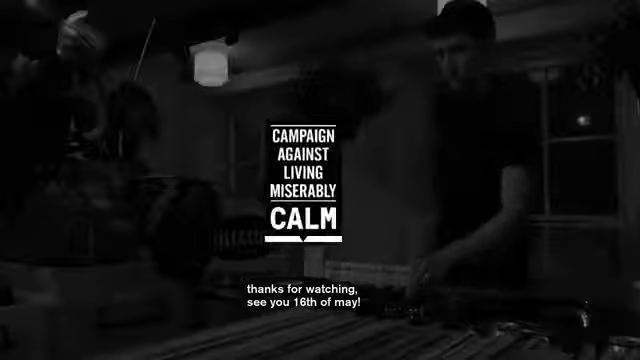 CAMPAIGN
AGAINST
LIVING
MISERABLY
CALM
thanks for watching,
see you 16th of may!